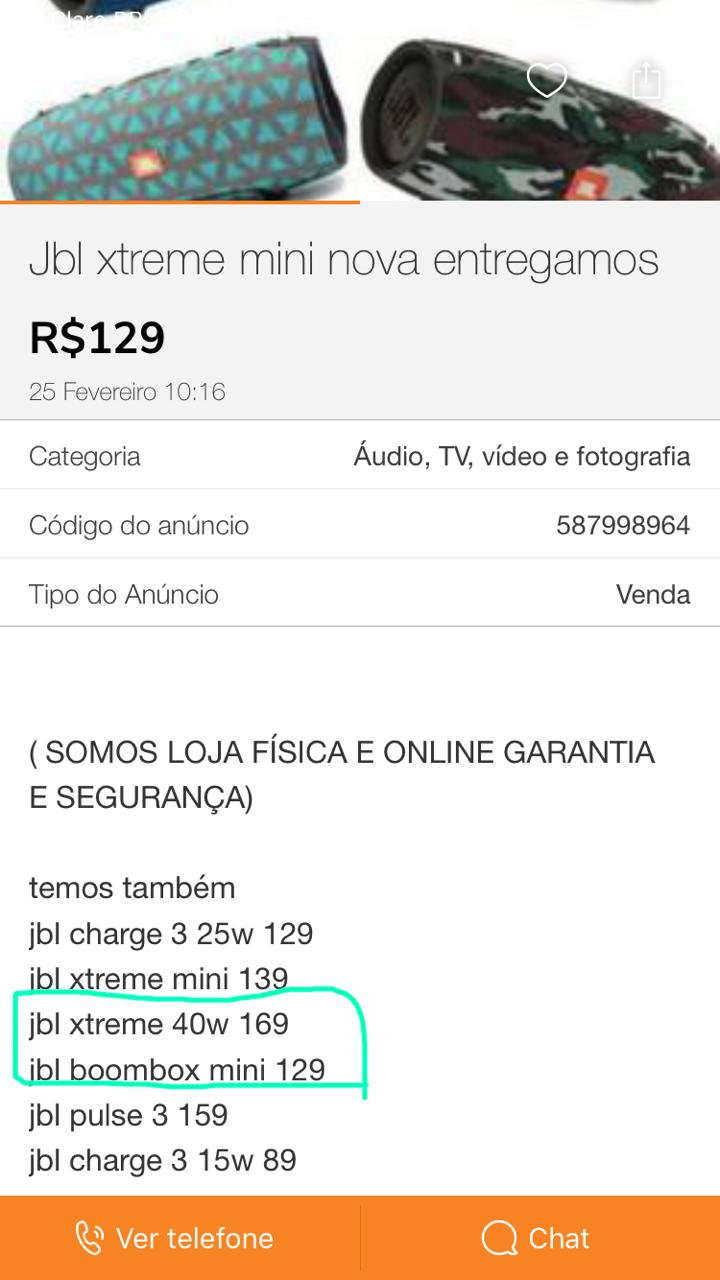 Jbl xtreme mini nova entregamos
R$129
25 Fevereiro 10:16
Categoria Áudio, TV, vídeo e fotografia
Código do anúncio 587998964
Tipo do Anúncio Venda
( SOMOS LOJA FÍSICA E ONLINE GARANTIA
E SEGURANÇA)
temos também
jbl charge 3 25w 129
jbl xtreme mini 139
jbl xtreme 40w 169
jbl boombox mini 129
jbl pulse 3 159
jbl charge 3 15w 89
Ver telefone Chat